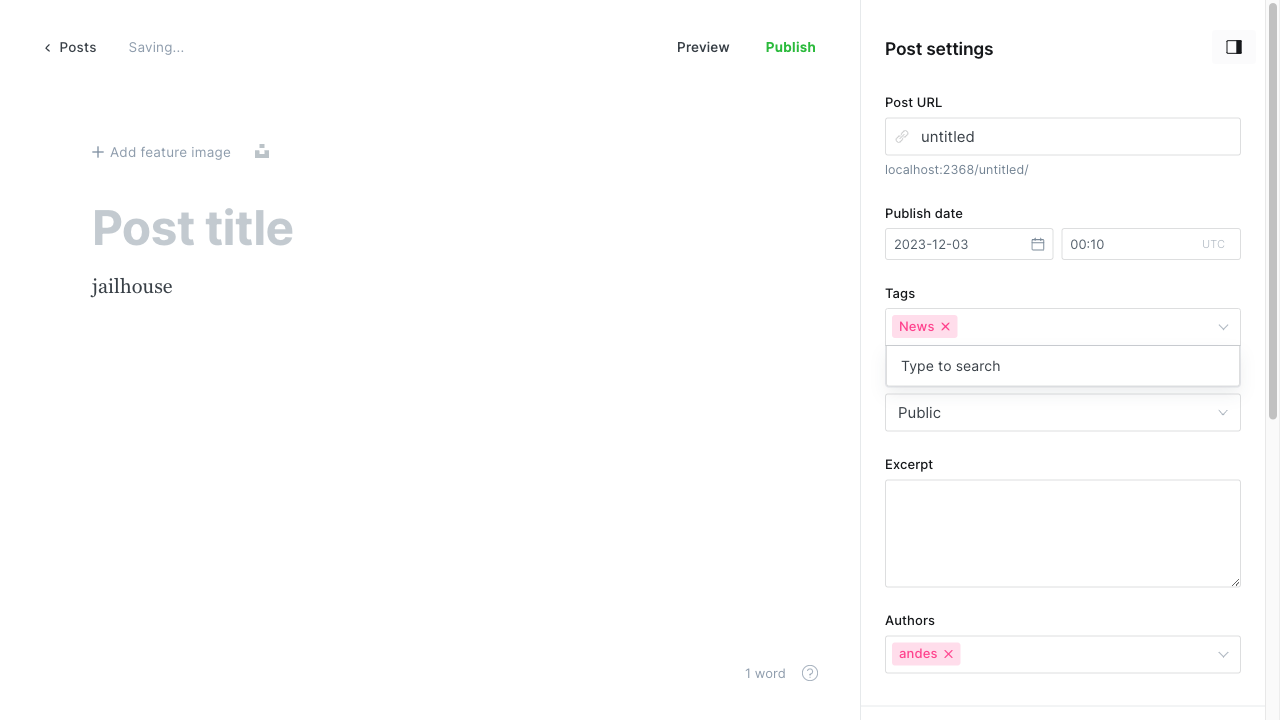 Posts
Saving...
Preview
Publish
Add feature image
Post title
jailhouse
1 word
Post settings
Post URL
untitled
localhost:2368/untitled/
Publish date
2023-12-03
00:10
UTC
Tags
News
Type to search
Public
Excerpt
Authors
andes